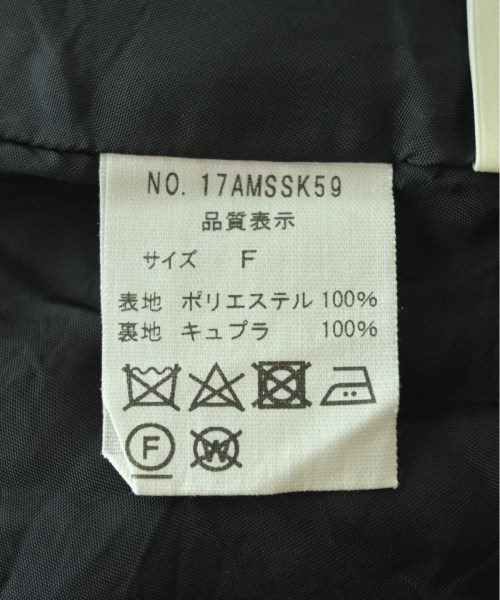 NO. 17AMSSK59
品質表示
サイズ F
表地 ポリエステル 100%
裏地 キュプラ 100%
F W